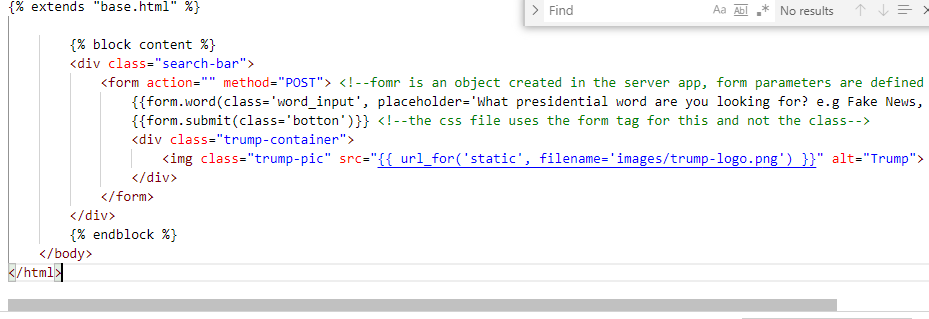 {% extends "base.html" %}
Find
Aa Abl .* No results
{% block content %}
<div class="search-bar">
<form action="" method="POST"> <!--fomr is an object created in the server app, form parameters are defined
{{form.word(class='word_input', placeholder='What presidential word are you looking for? e.g Fake News,
{{form.submit(class='botton')}} <!--the css file uses the form tag for this and not the class-->
<div class="trump-container">
<img class="trump-pic" src="{{ url_for('static', filename='images/trump-logo.png') }}" alt="Trump">
</div>
</form>
</div>
{% endblock %}
</body>
</html>